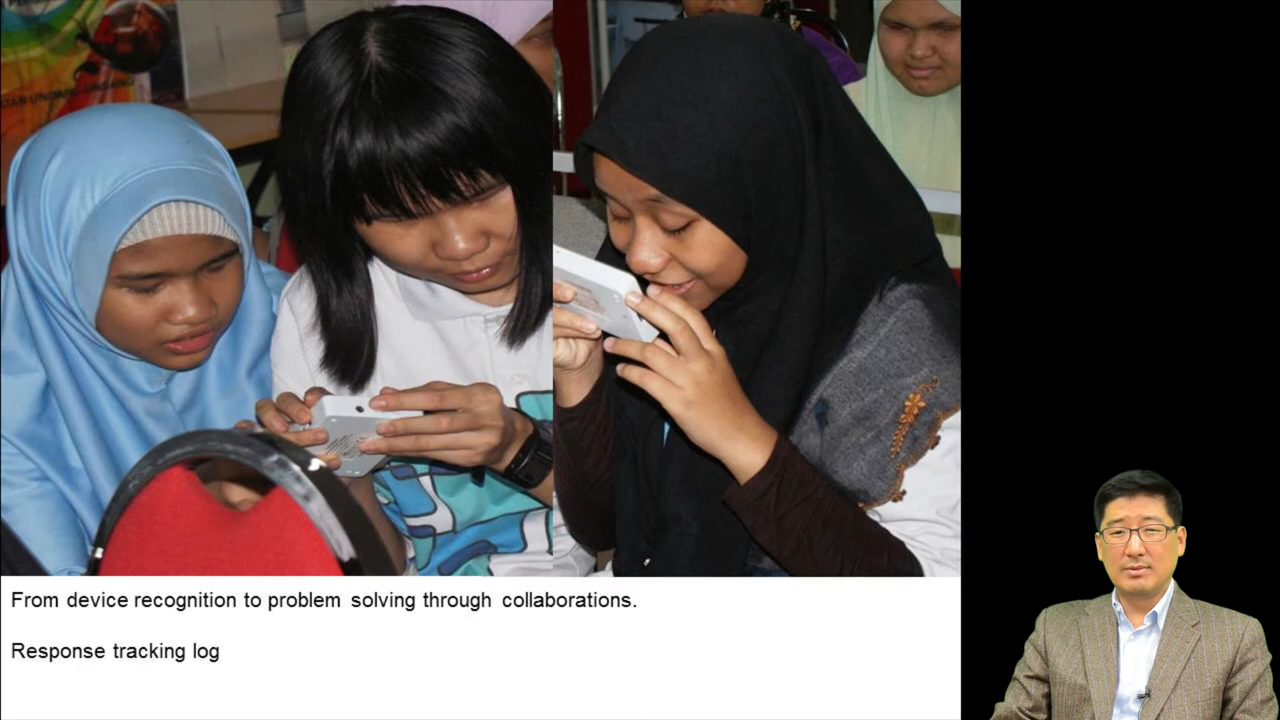 From device recognition to problem solving through collaborations.
Response tracking log